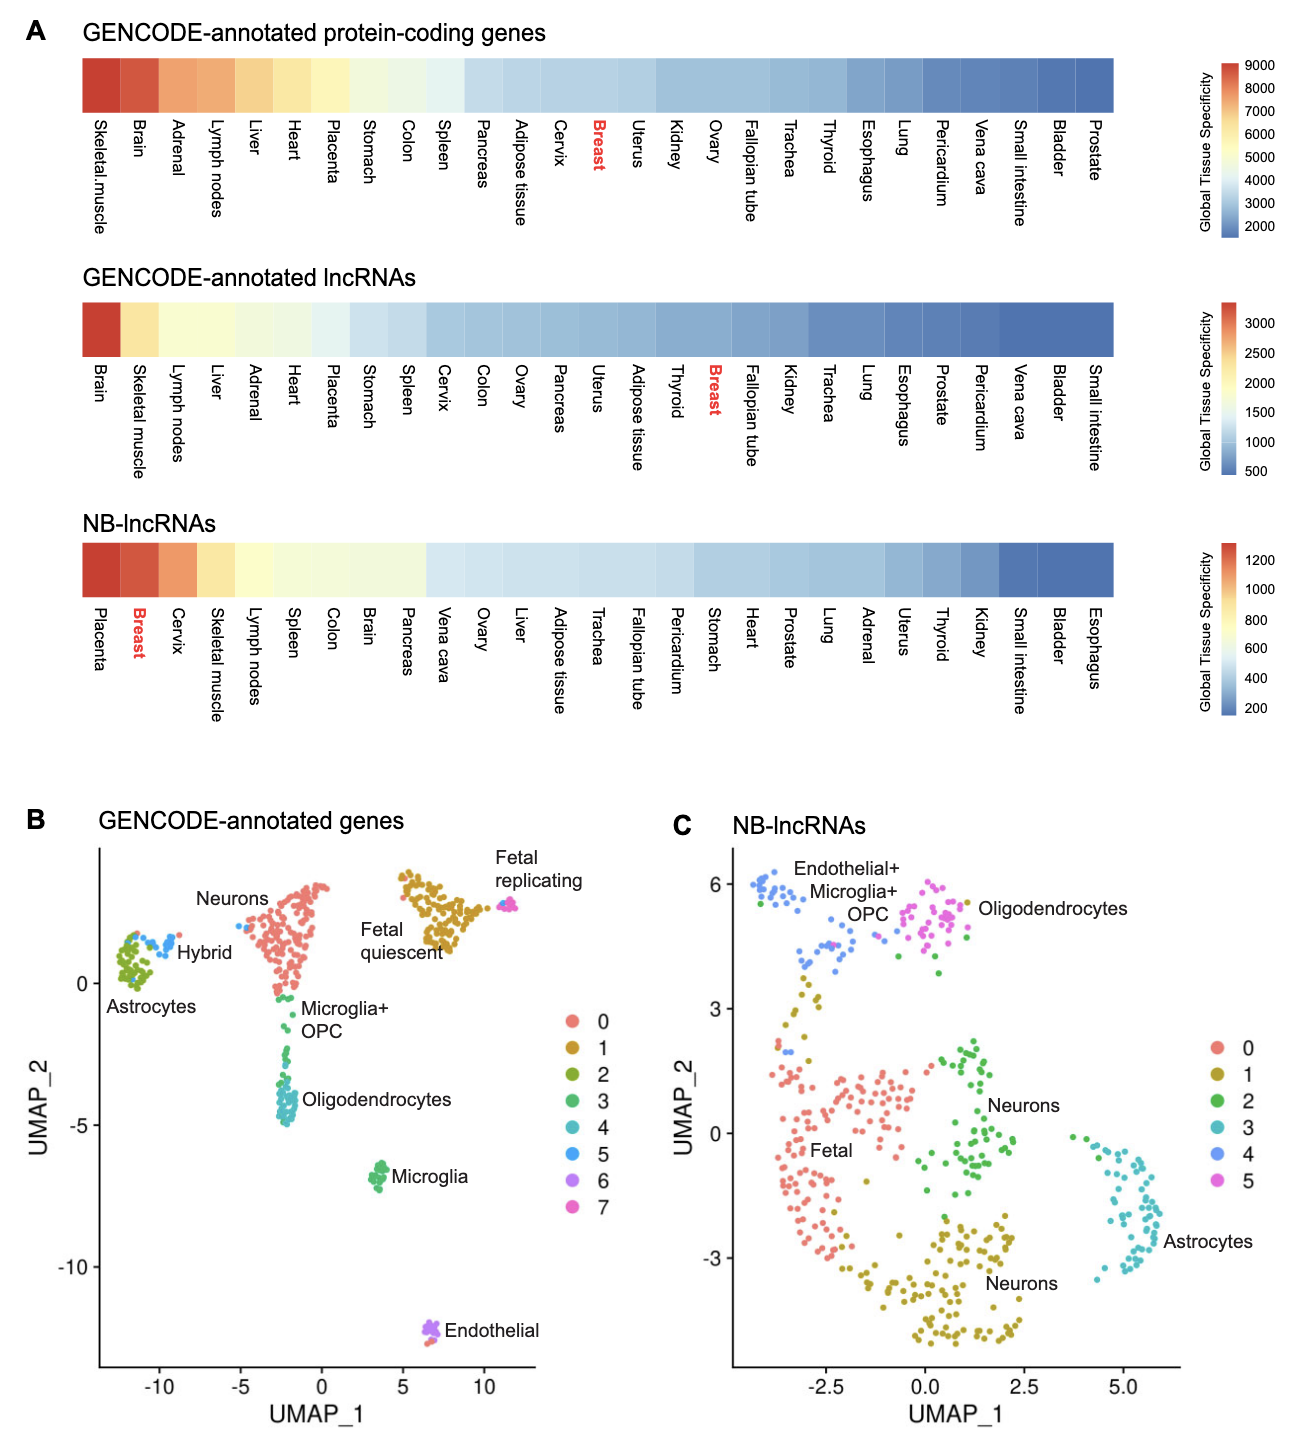 A
GENCODE-annotated protein-coding genes
Skeletal.muscle
Brain
Adrenal
Lymph nodes
Liver
Heart
Placenta
Stomach
Colon
Spleen
Pancreas
Adipose tissue
Cervix
Breast
Uterus
Kidney
Ovary
Fallopian tube
Trachea
Thyroid
Esophagus
Lung
Pericardium
Vena cava
Small intestine
Bladder
Prostate
Global Tissue Specificity
9000
8000
7000
6000
5000
4000
3000
2000
GENCODE-annotated lncRNAs
Brain
Skeletal muscle
Lymph nodes
Liver
Adrenal
Heart
Placenta
Stomach
Spleen
Cervix
Colon
Ovary
Pancreas
Uterus
Adipose tissue
Thyroid
Breast
Fallopian tube
Kidney
Trachea
Lung
Esophagus
Prostate
Pericardium
Vena cava
Bladder
Small intestine
Global Tissue Specificity
3000
2500
2000
1500
1000
500
NB-lncRNAs
Placenta
Breast
Cervix
Skeletal muscle
Lymph nodes
Spleen
Colon
Brain
Pancreas
Vena cava
Ovary
Liver
Adipose tissue
Trachea
Fallopian tube
Pericardium
Stomach
Heart
Prostate
Lung
Adrenal
Uterus
Thyroid
Kidney
Small intestine
Bladder
Esophagus
Global Tissue Specificity
1200
1000
800
600
400
200
B
GENCODE-annotated genes
Fetal
replicating
Neurons
Fetal
quiescent
Hybrid
Astrocytes
Microglia+
OPC
Oligodendrocytes
Microglia
Endothelial
0
-5
-10
UMAP_2
-10
-5
0
5
10
UMAP_1
0
1
2
3
4
5
6
7
C
NB-lncRNAs
Endothelial+
Microglia+
OPC
Oligodendrocytes
Neurons
Fetal
Astrocytes
Neurons
6
3
0
-3
UMAP_2
-2.5
0.0
2.5
5.0
UMAP_1
0
1
2
3
4
5